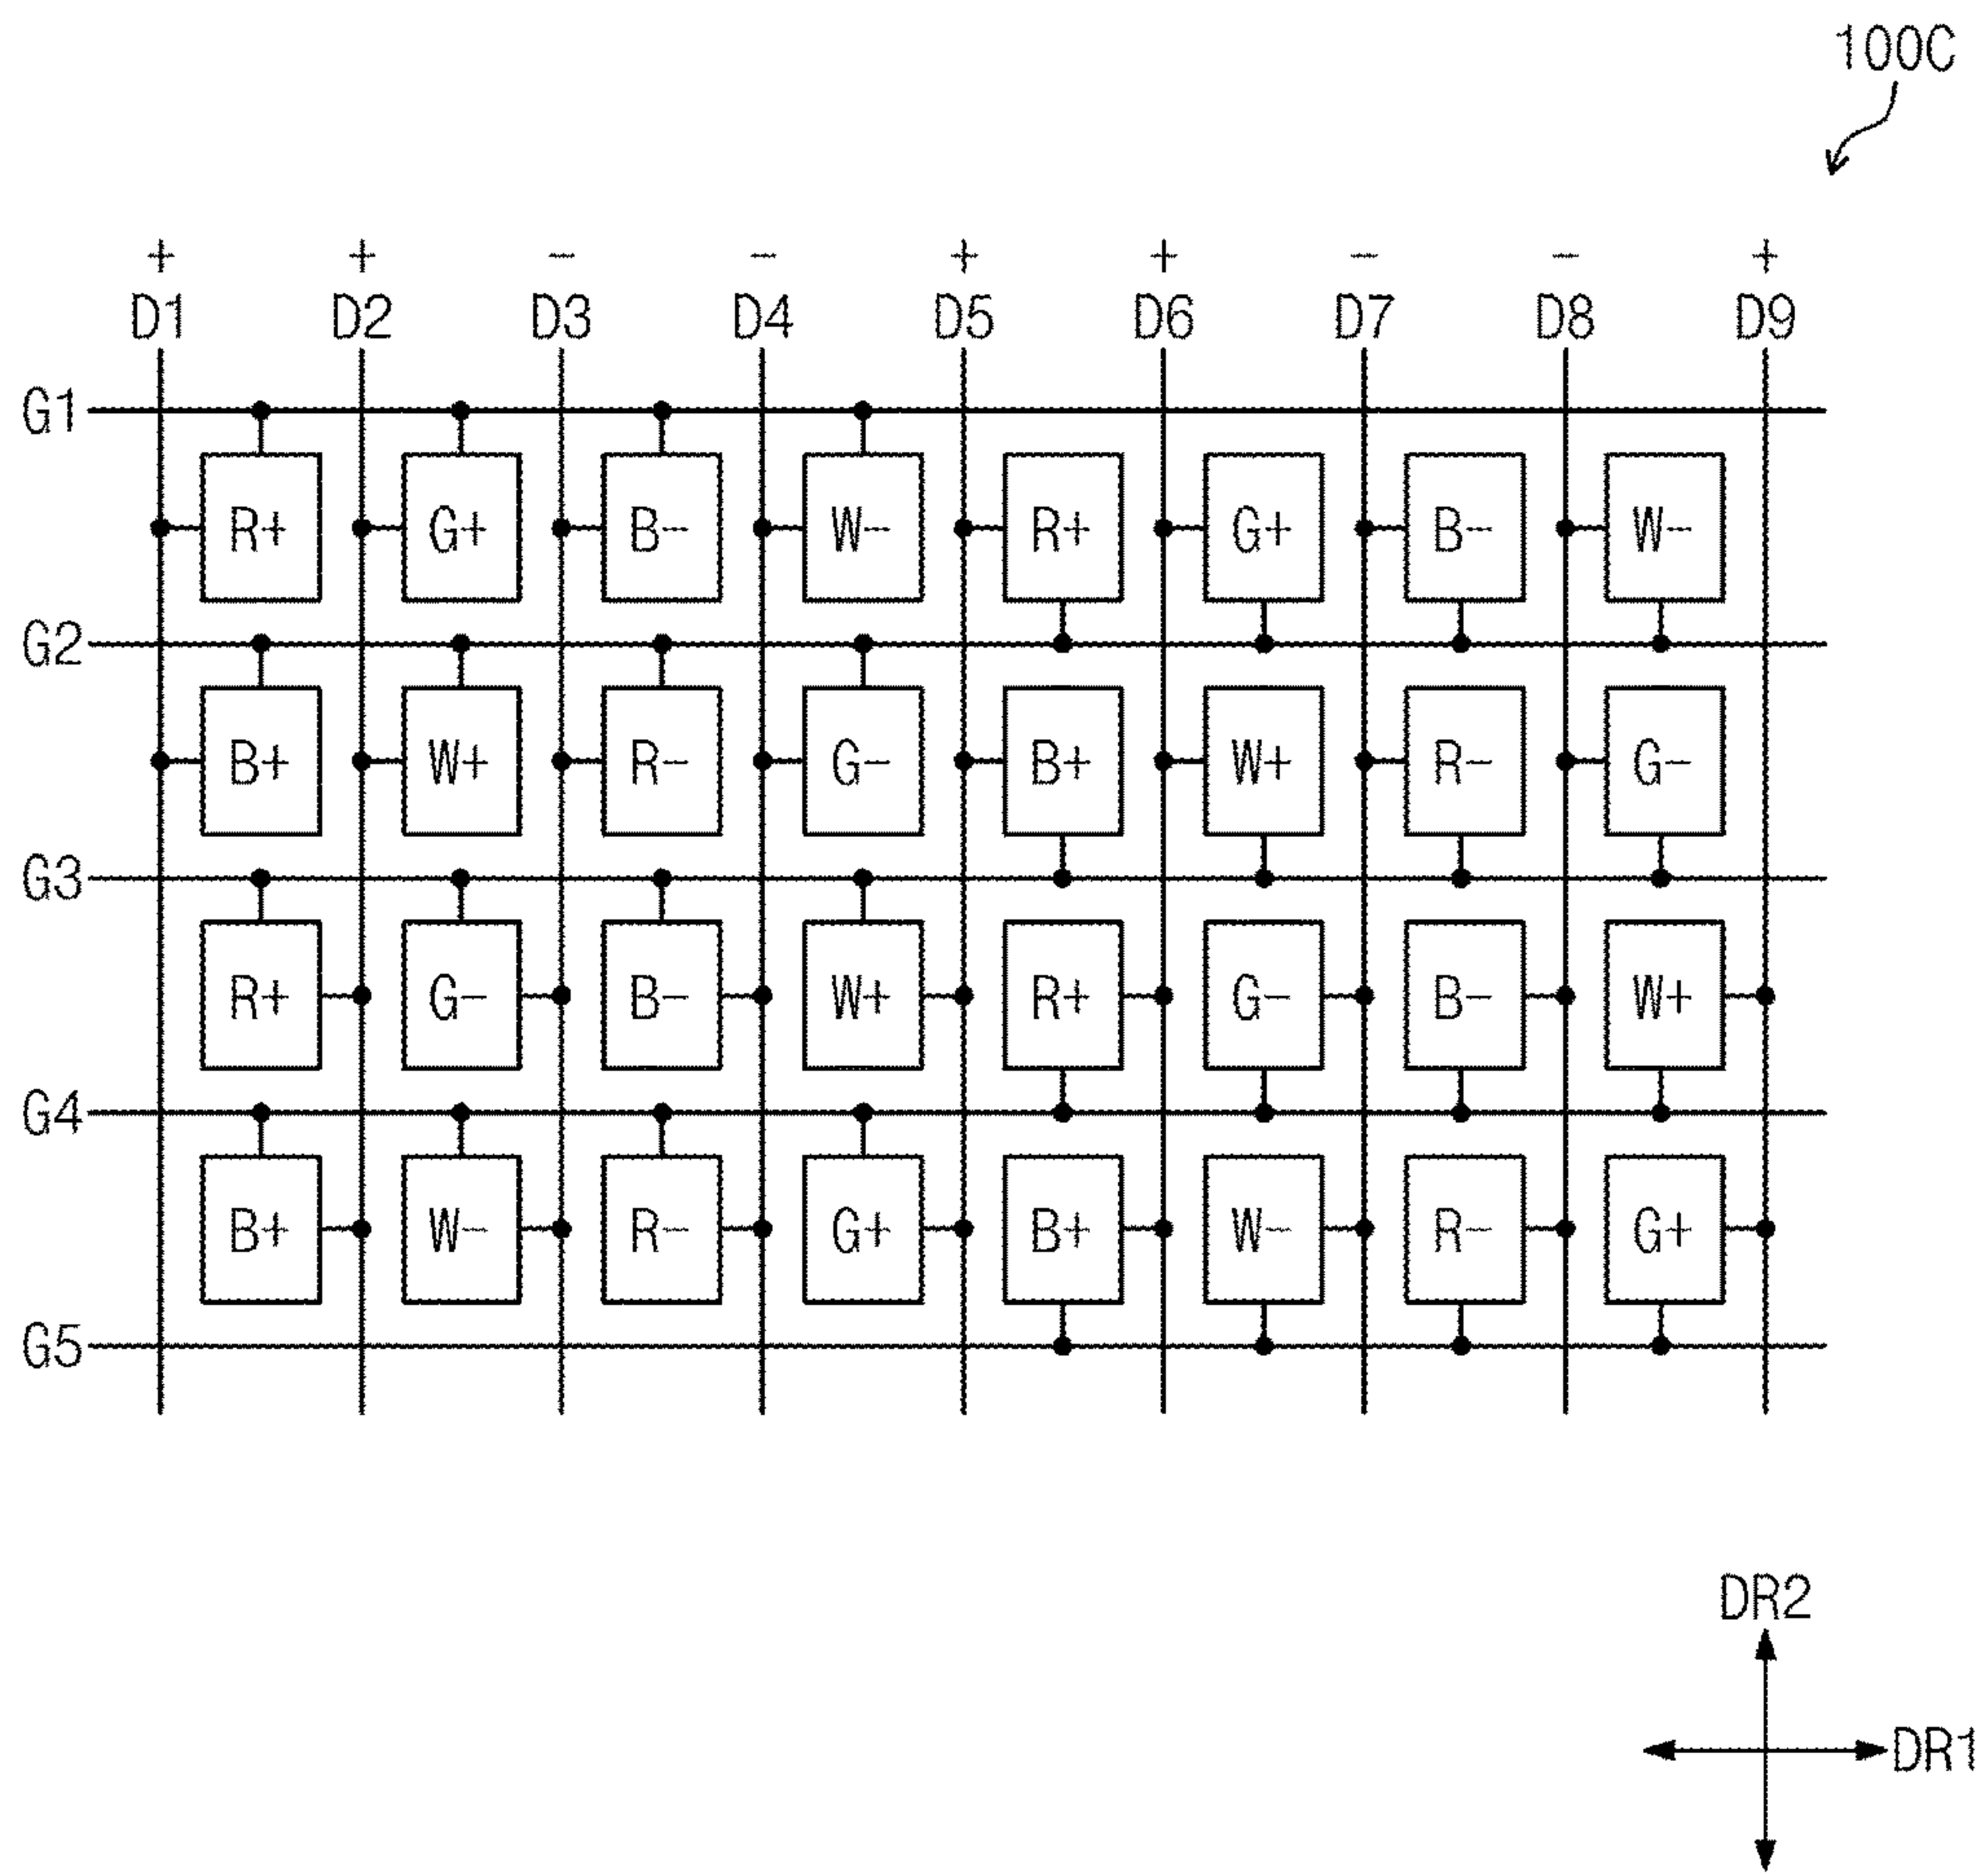 100C
+ + - - + + - - +
D1 D2 D3 D4 D5 D6 D7 D8 D9
G1
R+ G+ B- W- R+ G+ B- W-
G2
B+ W+ R- G- B+ W+ R- G-
G3
R+ G- B- W+ R+ G- B- W+
G4
B+ W- R- G+ B+ W- R- G+
G5
DR2
DR1